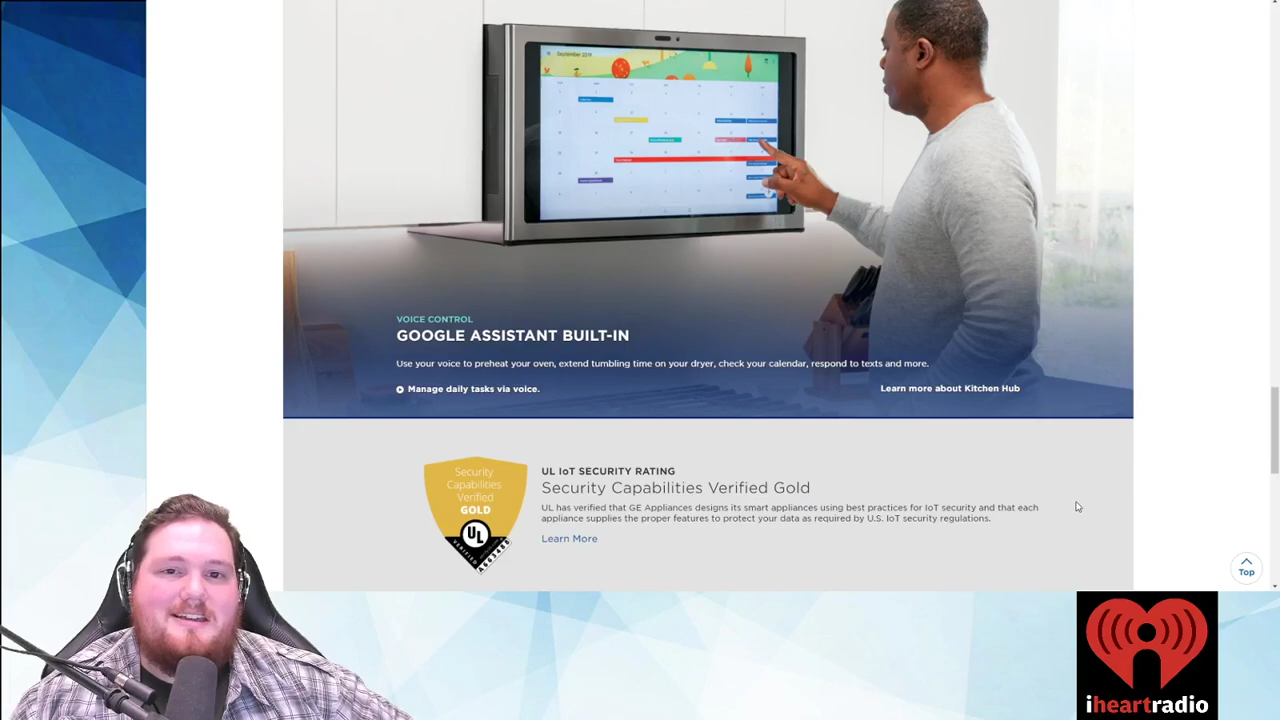 September 2019
VOICE CONTROL
GOOGLE ASSISTANT BUILT-IN
Use your voice to preheat your oven, extend tumbling time on your dryer, check your calendar, respond to texts and more.
Manage daily tasks via voice.
Learn more about Kitchen Hub
Security
Capabilities
Verified
GOLD
UL
VERIFIED
UL IoT SECURITY RATING
Security Capabilities Verified Gold
UL has verified that GE Appliances designs its smart appliances using best practices for IoT security and that each
appliance supplies the proper features to protect your data as required by U.S. IoT security regulations.
Learn More
Top
iheartradio